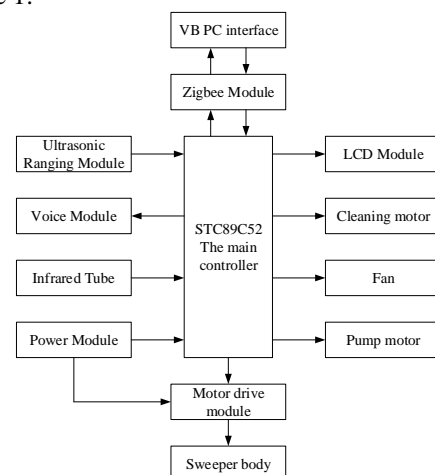 e 1.
VB PC interface
Zigbee Module
Ultrasonic
Ranging Module
LCD Module
Voice Module
STC89C52
The main
controller
Cleaning motor
Infrared Tube
Fan
Power Module
Pump motor
Motor drive
module
Sweeper body